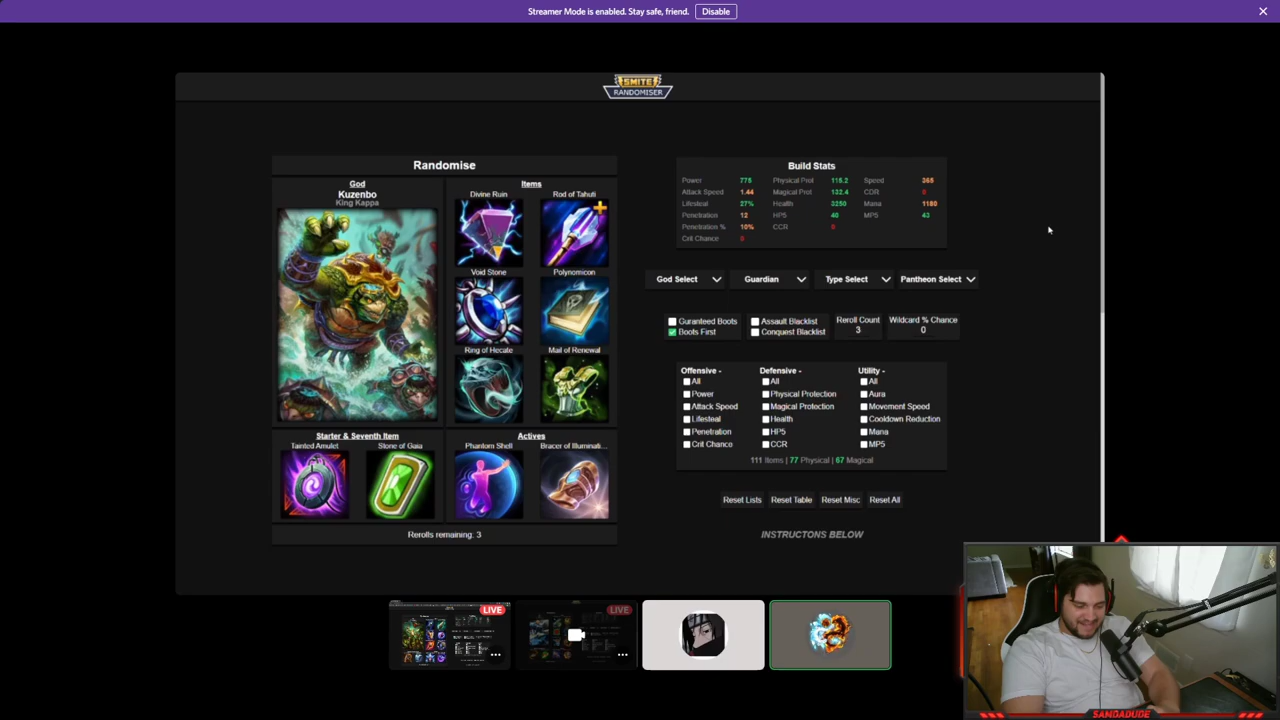 Streamer Mode is enabled. Stay safe, friend. Disable
SMITE
RANDOMISER
Randomise
God
Kuzenbo
King Kappa
Items
Divine Ruin
Rod of Tahuti
Void Stone
Polynomicon
Ring of Hecate
Mail of Renewal
Starter & Seventh Item
Tainted Amulet
Stone of Gaia
Actives
Phantom Shell
Bracer of Illuminati...
Rerolls remaining: 3
Build Stats
Power 775 Physical Prot 115.2 Speed 365
Attack Speed 1.44 Magical Prot 132.4 CDR 0
Lifesteal 27% Health 3250 Mana 1180
Penetration 12 HP5 40 MP5 43
Penetration % 10% CCR 0
Crit Chance 0
God Select Guardian Type Select Pantheon Select
Guranteed Boots
Boots First
Assault Blacklist
Conquest Blacklist
Reroll Count
3
Wildcard % Chance
0
Offensive - Defensive - Utility -
All All All
Power Physical Protection Aura
Attack Speed Magical Protection Movement Speed
Lifesteal Health Cooldown Reduction
Penetration HP5 Mana
Crit Chance CCR MP5
111 Items | 77 Physical | 67 Magical
Reset Lists Reset Table Reset Misc Reset All
INSTRUCTONS BELOW
LIVE
LIVE
SANDADUDE